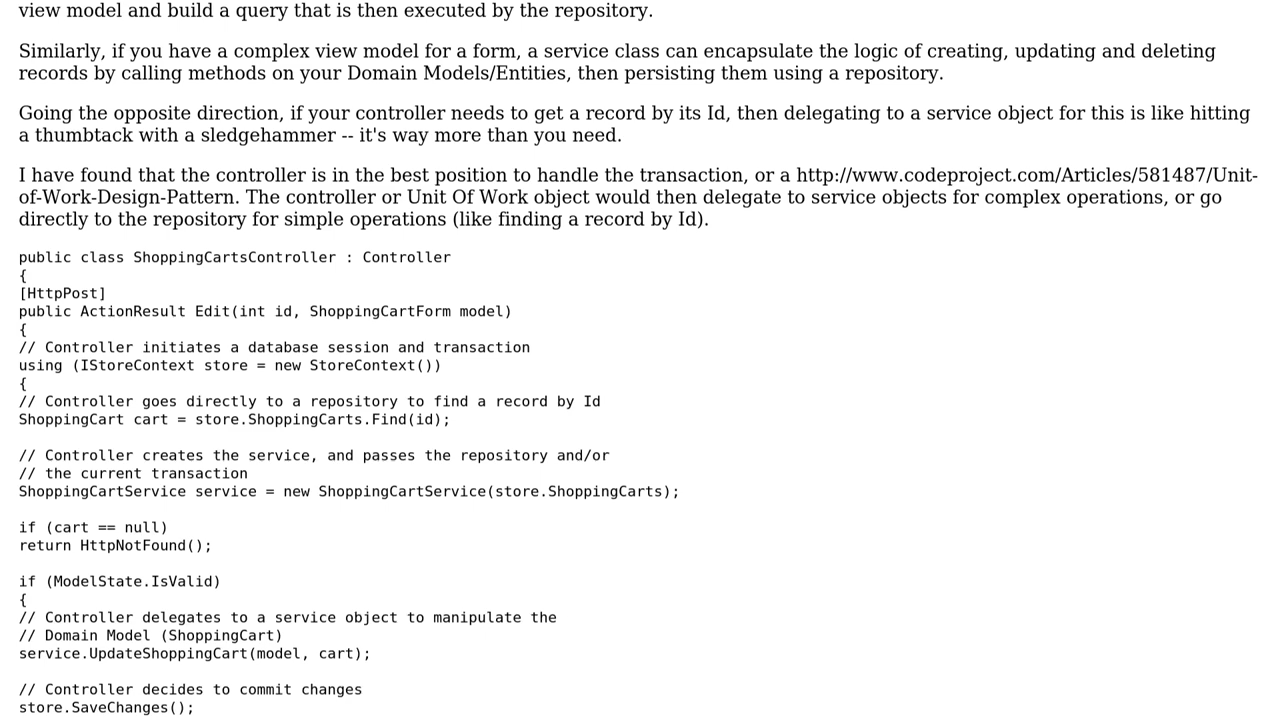 view model and build a query that is then executed by the repository.
Similarly, if you have a complex view model for a form, a service class can encapsulate the logic of creating, updating and deleting
records by calling methods on your Domain Models/Entities, then persisting them using a repository.
Going the opposite direction, if your controller needs to get a record by its Id, then delegating to a service object for this is like hitting
a thumbtack with a sledgehammer -- it's way more than you need.
I have found that the controller is in the best position to handle the transaction, or a http://www.codeproject.com/Articles/581487/Unit-
of-Work-Design-Pattern. The controller or Unit Of Work object would then delegate to service objects for complex operations, or go
directly to the repository for simple operations (like finding a record by Id).
public class ShoppingCartsController : Controller
{
[HttpPost]
public ActionResult Edit(int id, ShoppingCartForm model)
{
// Controller initiates a database session and transaction
using (IStoreContext store = new StoreContext())
{
// Controller goes directly to a repository to find a record by Id
ShoppingCart cart = store.ShoppingCarts.Find(id);
// Controller creates the service, and passes the repository and/or
// the current transaction
ShoppingCartService service = new ShoppingCartService(store.ShoppingCarts);
if (cart == null)
return HttpNotFound();
if (ModelState.IsValid)
{
// Controller delegates to a service object to manipulate the
// Domain Model (ShoppingCart)
service.UpdateShoppingCart(model, cart);
// Controller decides to commit changes
store.SaveChanges();